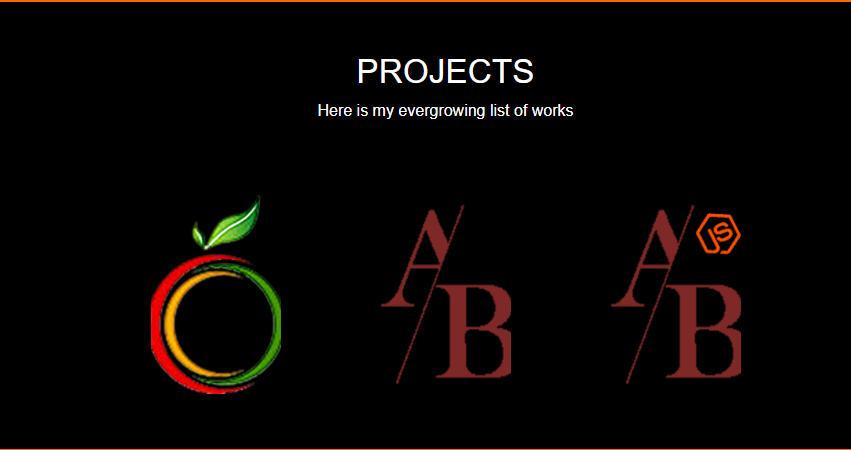 PROJECTS
Here is my evergrowing list of works
A/B
A/B
JS